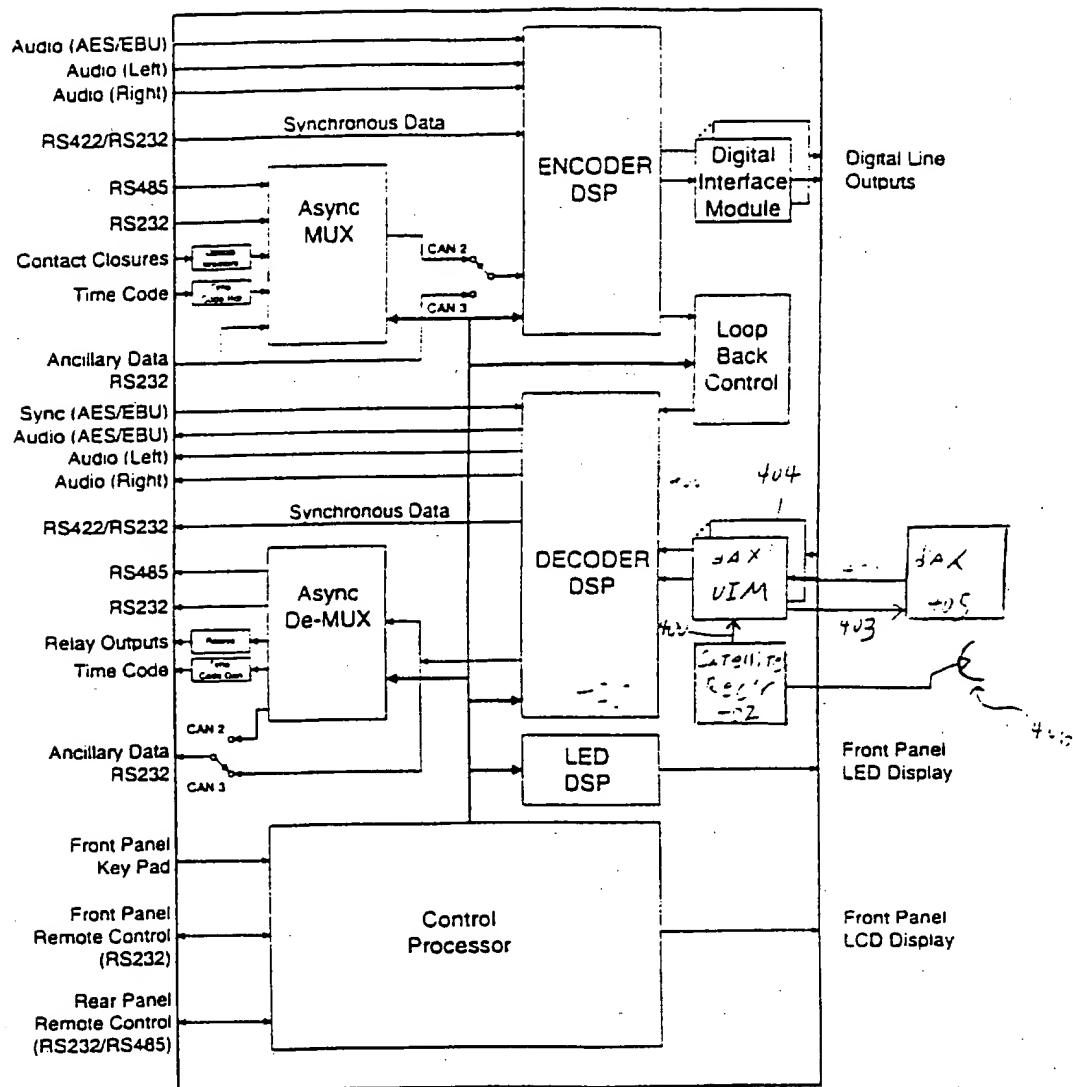 Audio (AES/EBU)
Audio (Left)
Audio (Right)
RS422/RS232
Synchronous Data
RS485
RS232
Contact Closures
Time Code
Ancillary Data
RS232
Async
MUX
CAN 2
CAN 3
ENCODER
DSP
Digital
Interface
Module
Digital Line
Outputs
Loop
Back
Control
Sync (AES/EBU)
Audio (AES/EBU)
Audio (Left)
Audio (Right)
RS422/RS232
Synchronous Data
RS485
RS232
Relay Outputs
Time Code
Time
Code Gen
Async
De-MUX
CAN 2
CAN 3
Ancillary Data
RS232
DECODER
DSP
404
403
Satellite
LED
DSP
Front Panel
LED Display
Front Panel
Key Pad
Front Panel
Remote Control
(RS232)
Rear Panel
Remote Control
(RS232/RS485)
Control
Processor
Front Panel
LCD Display